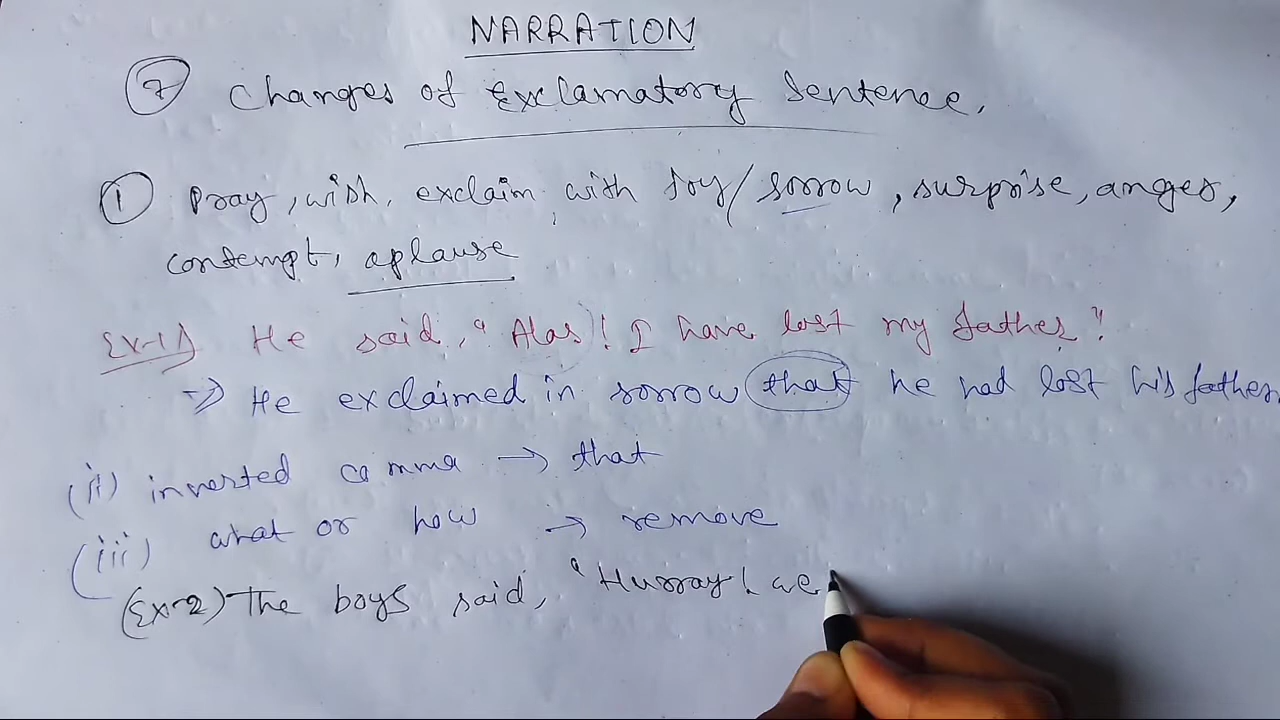 NARRATION
7 Changes of Exclamatory Sentence.
1 Pray, wish, exclaim, with Joy/sorrow, surprise, anger,
contempt, aplause
Ex-1) He said, "Alas! I have lost my father"
=> He exclaimed in sorrow that he had lost his father
(ii) inverted comma → that
(iii) what or how → remove
(Ex-2) The boys said, "Hurray! we